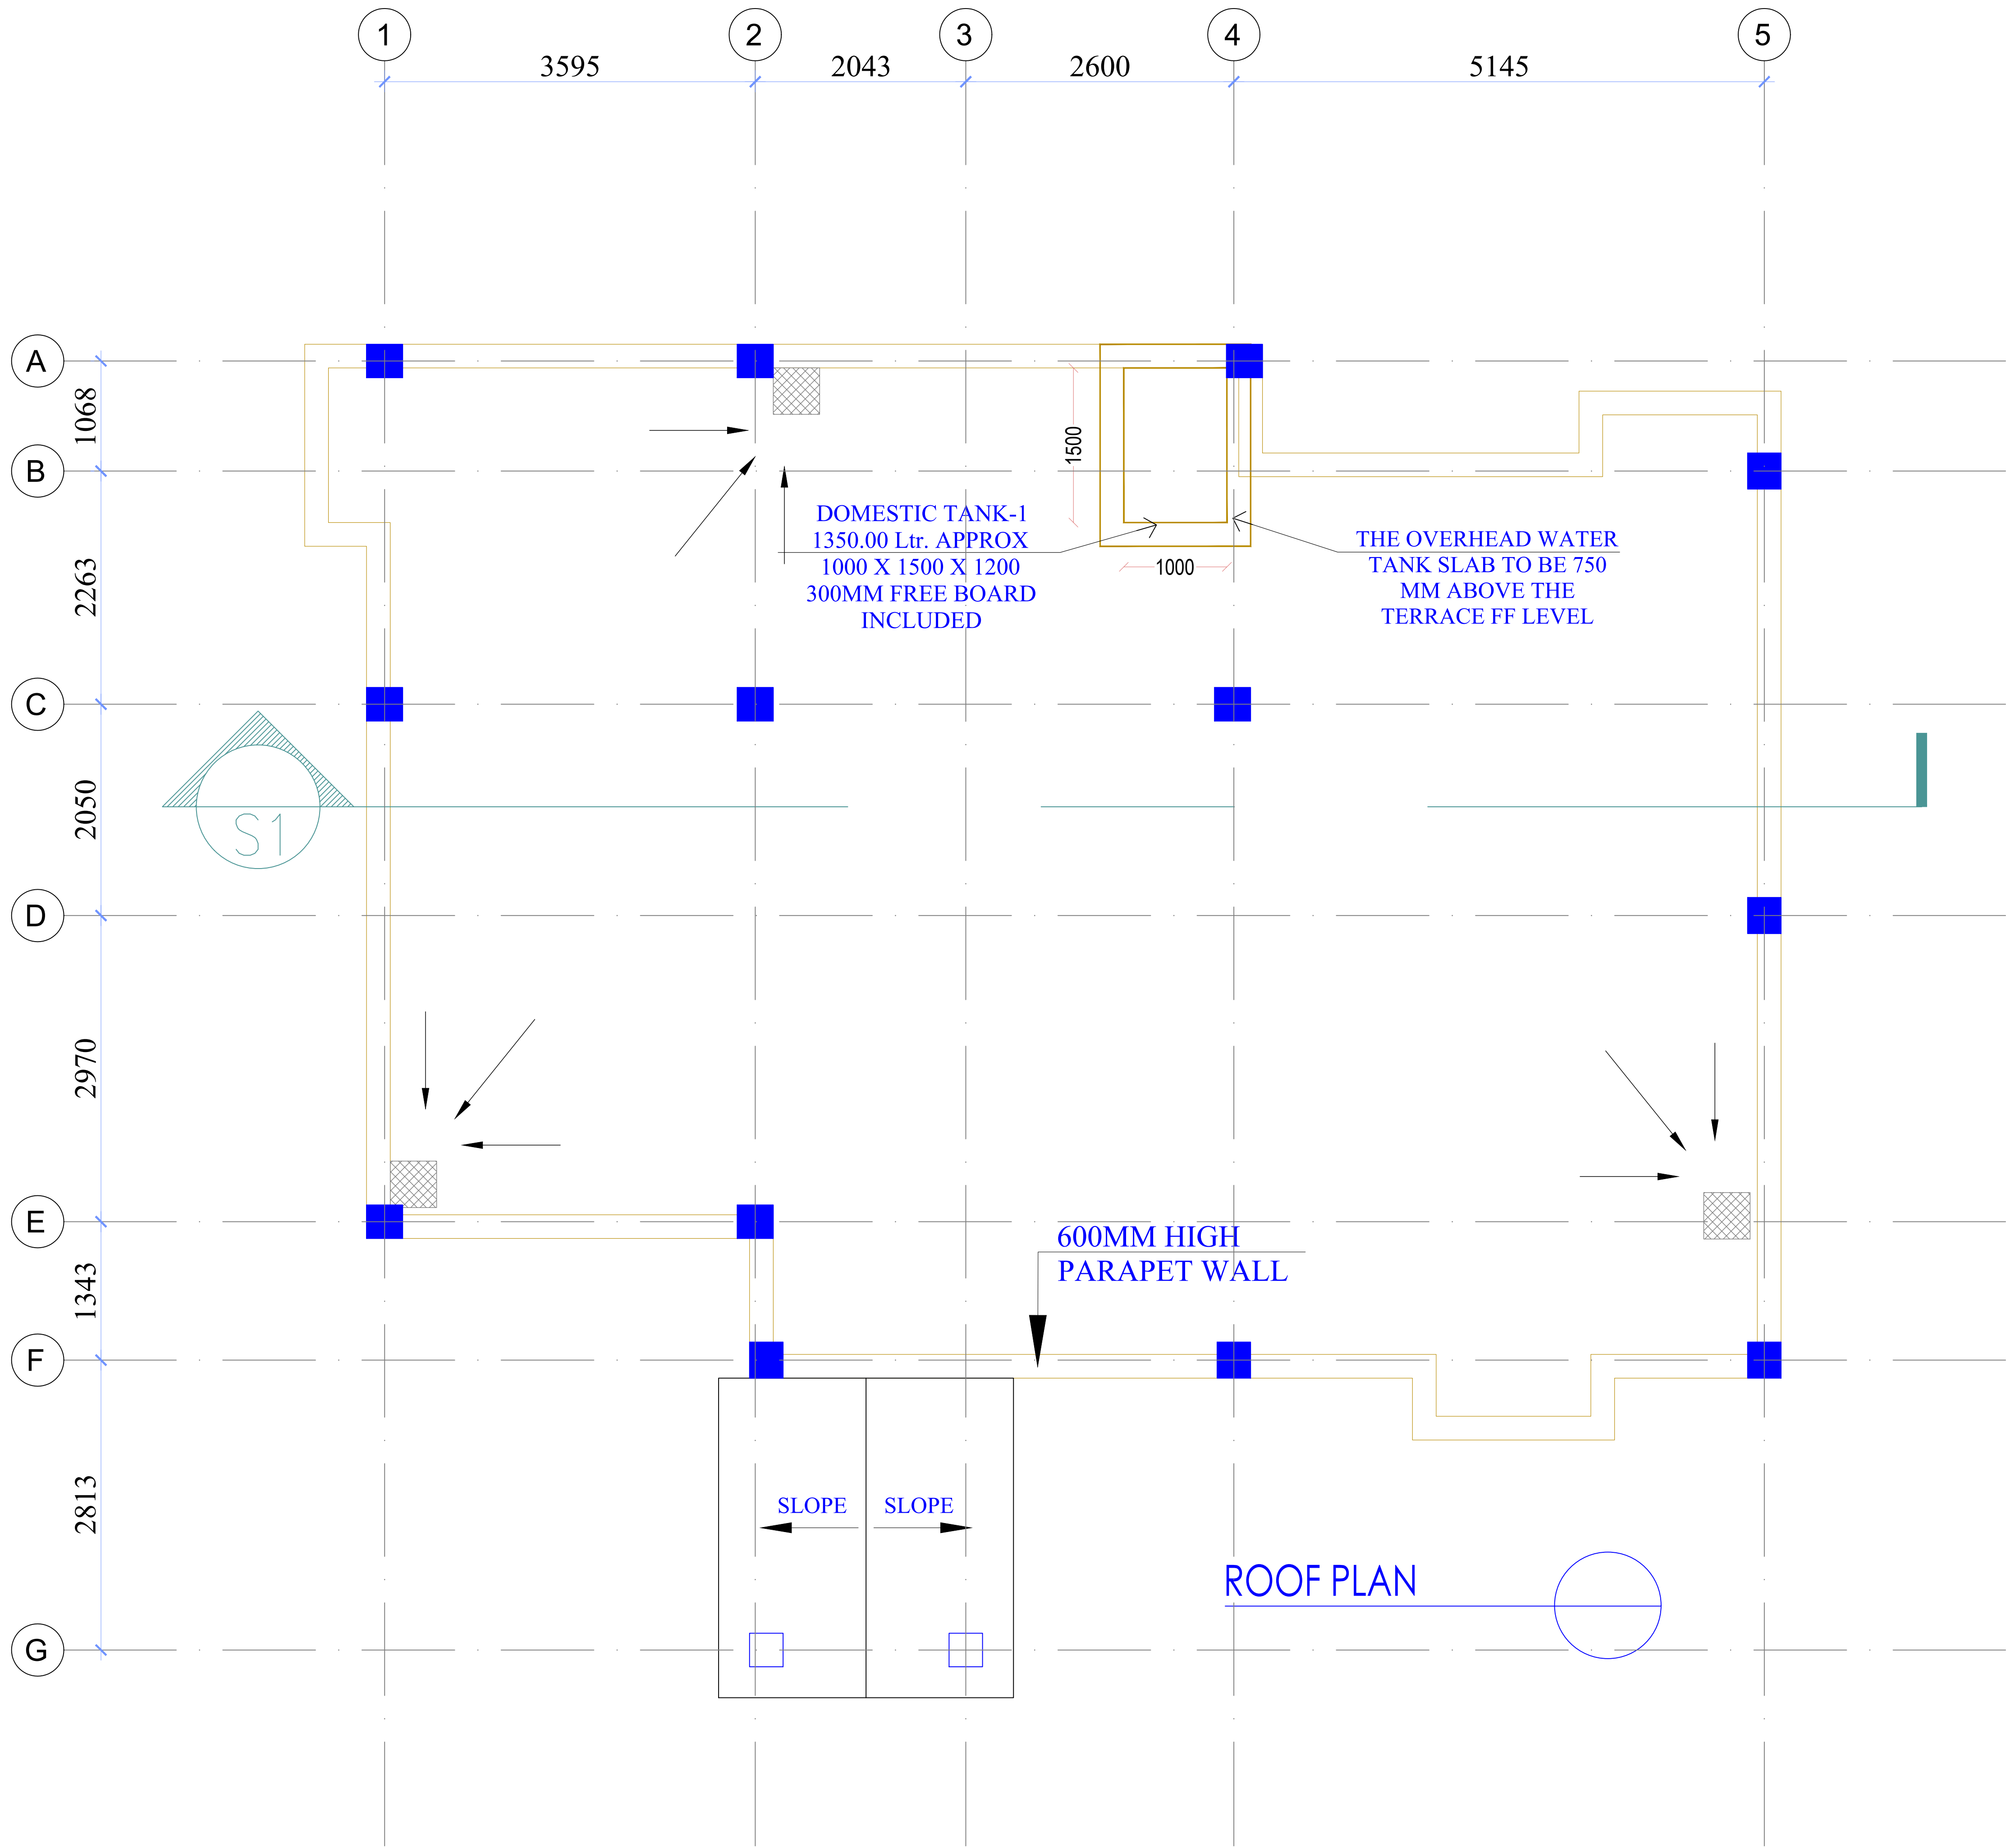 1
2
3
4
5
3595
2043
2600
5145
A
B
C
D
E
F
G
1068
2263
2050
2970
1343
2813
1500
1000
DOMESTIC TANK-1
1350.00 Ltr. APPROX
1000 X 1500 X 1200
300MM FREE BOARD
INCLUDED
THE OVERHEAD WATER
TANK SLAB TO BE 750
MM ABOVE THE
TERRACE FF LEVEL
S1
600MM HIGH
PARAPET WALL
SLOPE
SLOPE
ROOF PLAN